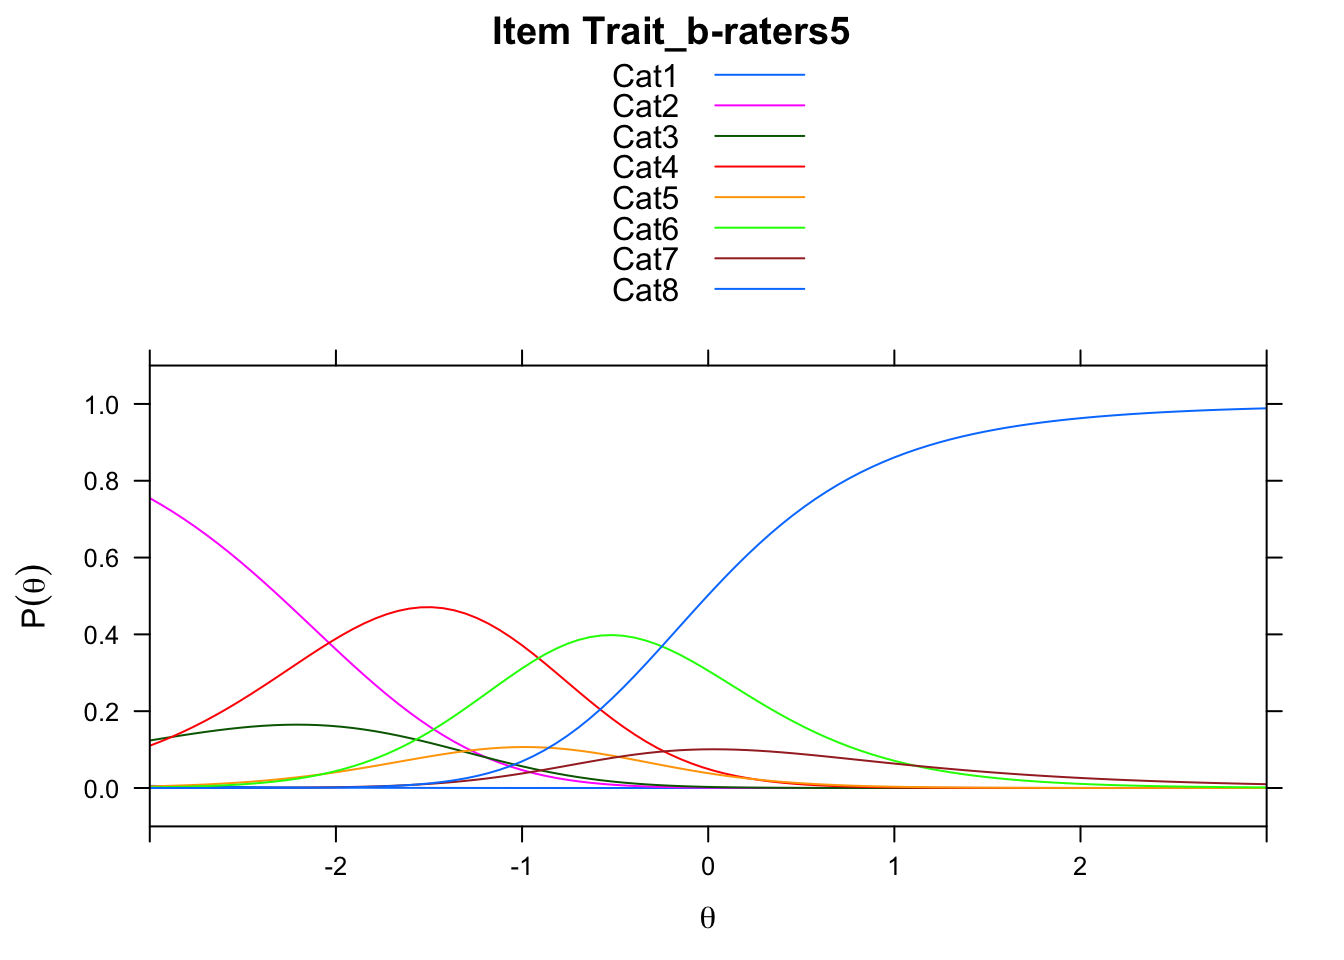 Item Trait_b-raters5
Cat1
Cat2
Cat3
Cat4
Cat5
Cat6
Cat7
Cat8
1.0
0.8
0.6
0.4
0.2
0.0
P(θ)
-2 -1 0 1 2
θ